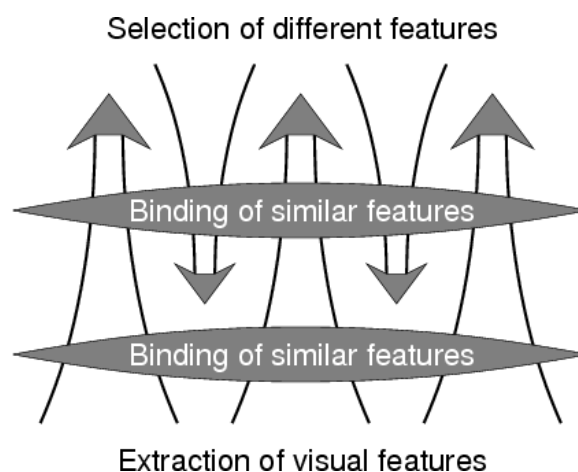 Selection of different features
Binding of similar features
Binding of similar features
Extraction of visual features